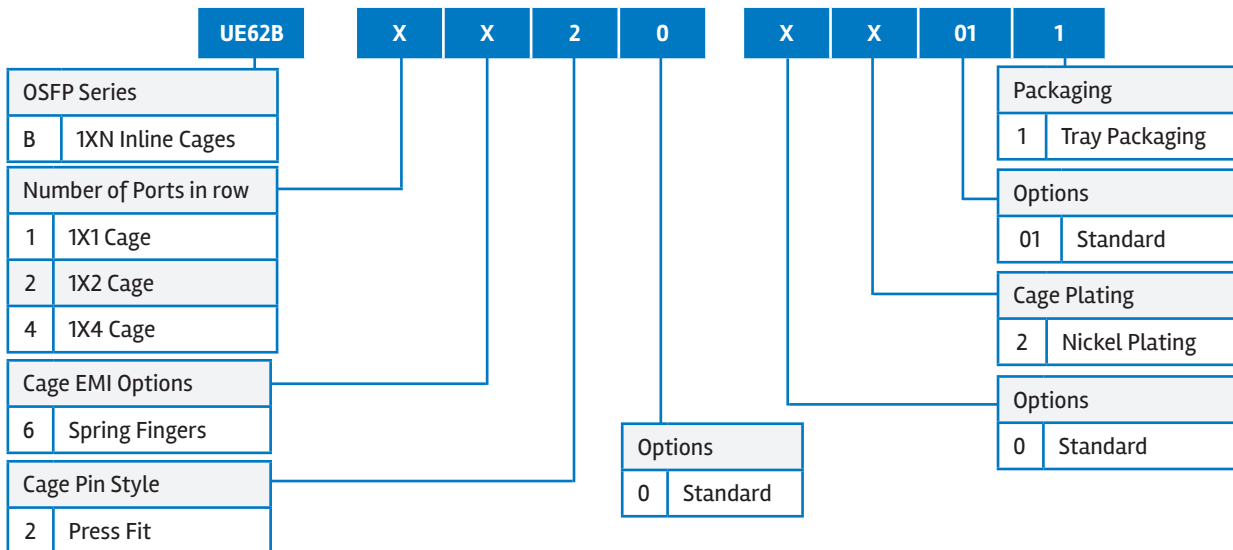 UE62B X X 2 0 X X 01 1
OSFP Series
B 1XN Inline Cages
Number of Ports in row
1 1X1 Cage
2 1X2 Cage
4 1X4 Cage
Cage EMI Options
6 Spring Fingers
Cage Pin Style
2 Press Fit
Options
0 Standard
Packaging
1 Tray Packaging
Options
01 Standard
Cage Plating
2 Nickel Plating
Options
0 Standard